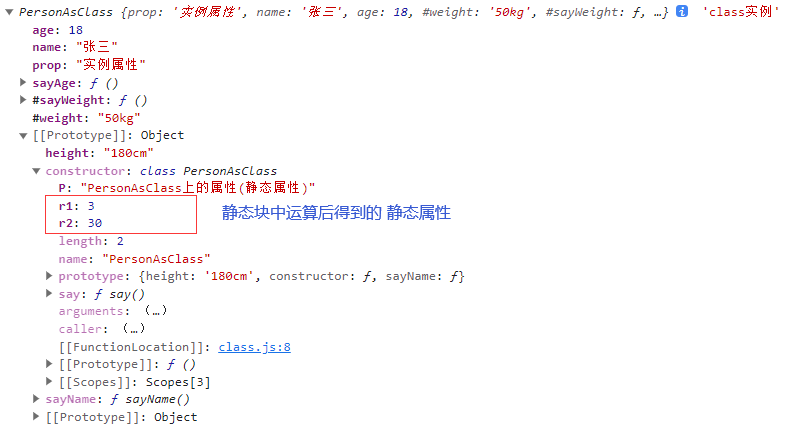 PersonAsClass {prop: '实例属性', name: '张三', age: 18, #weight: '50kg', #sayWeight: ƒ, …} i 'class实例'
age: 18
name: "张三"
prop: "实例属性"
sayAge: ƒ ()
#sayWeight: ƒ ()
#weight: "50kg"
[[Prototype]]: Object
height: "180cm"
constructor: class PersonAsClass
P: "PersonAsClass上的属性(静态属性)"
r1: 3
r2: 30
静态块中运算后得到的 静态属性
length: 2
name: "PersonAsClass"
prototype: {height: '180cm', constructor: ƒ, sayName: ƒ}
say: ƒ say()
arguments: (…)
caller: (…)
[[FunctionLocation]]: class.js:8
[[Prototype]]: ƒ ()
[[Scopes]]: Scopes[3]
sayName: ƒ sayName()
[[Prototype]]: Object